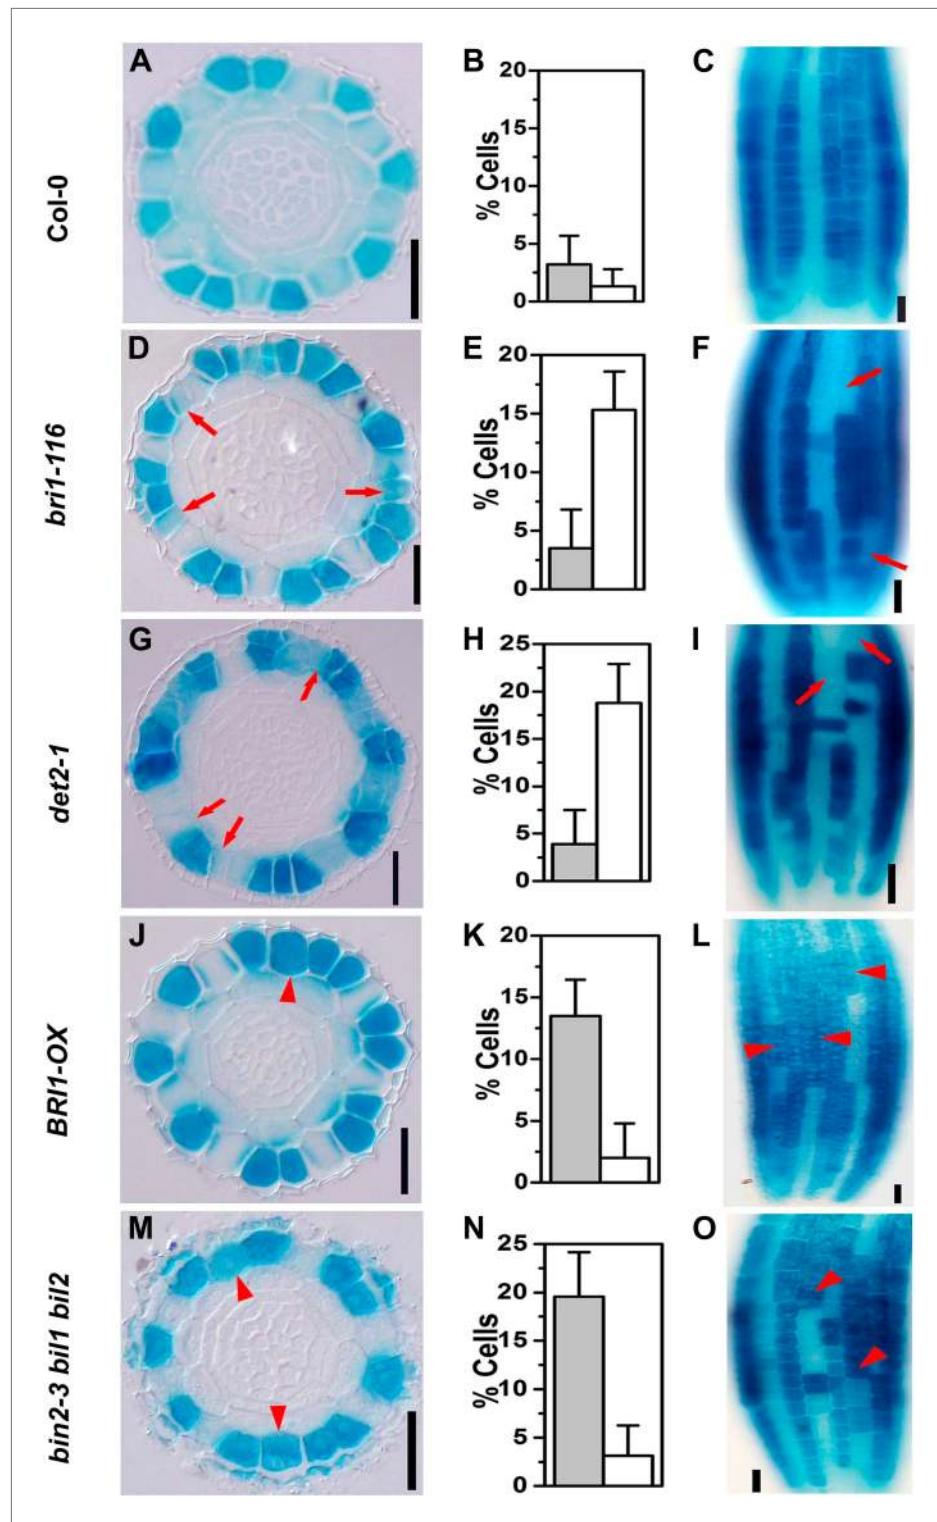 Col-0
A
B
% Cells
20
15
10
5
0
C
bri1-116
D
E
% Cells
20
15
10
5
0
F
det2-1
G
H
% Cells
25
20
15
10
5
0
I
BRI1-OX
J
K
% Cells
20
15
10
5
0
L
bin2-3 bil1 bil2
M
N
% Cells
25
20
15
10
5
0
O